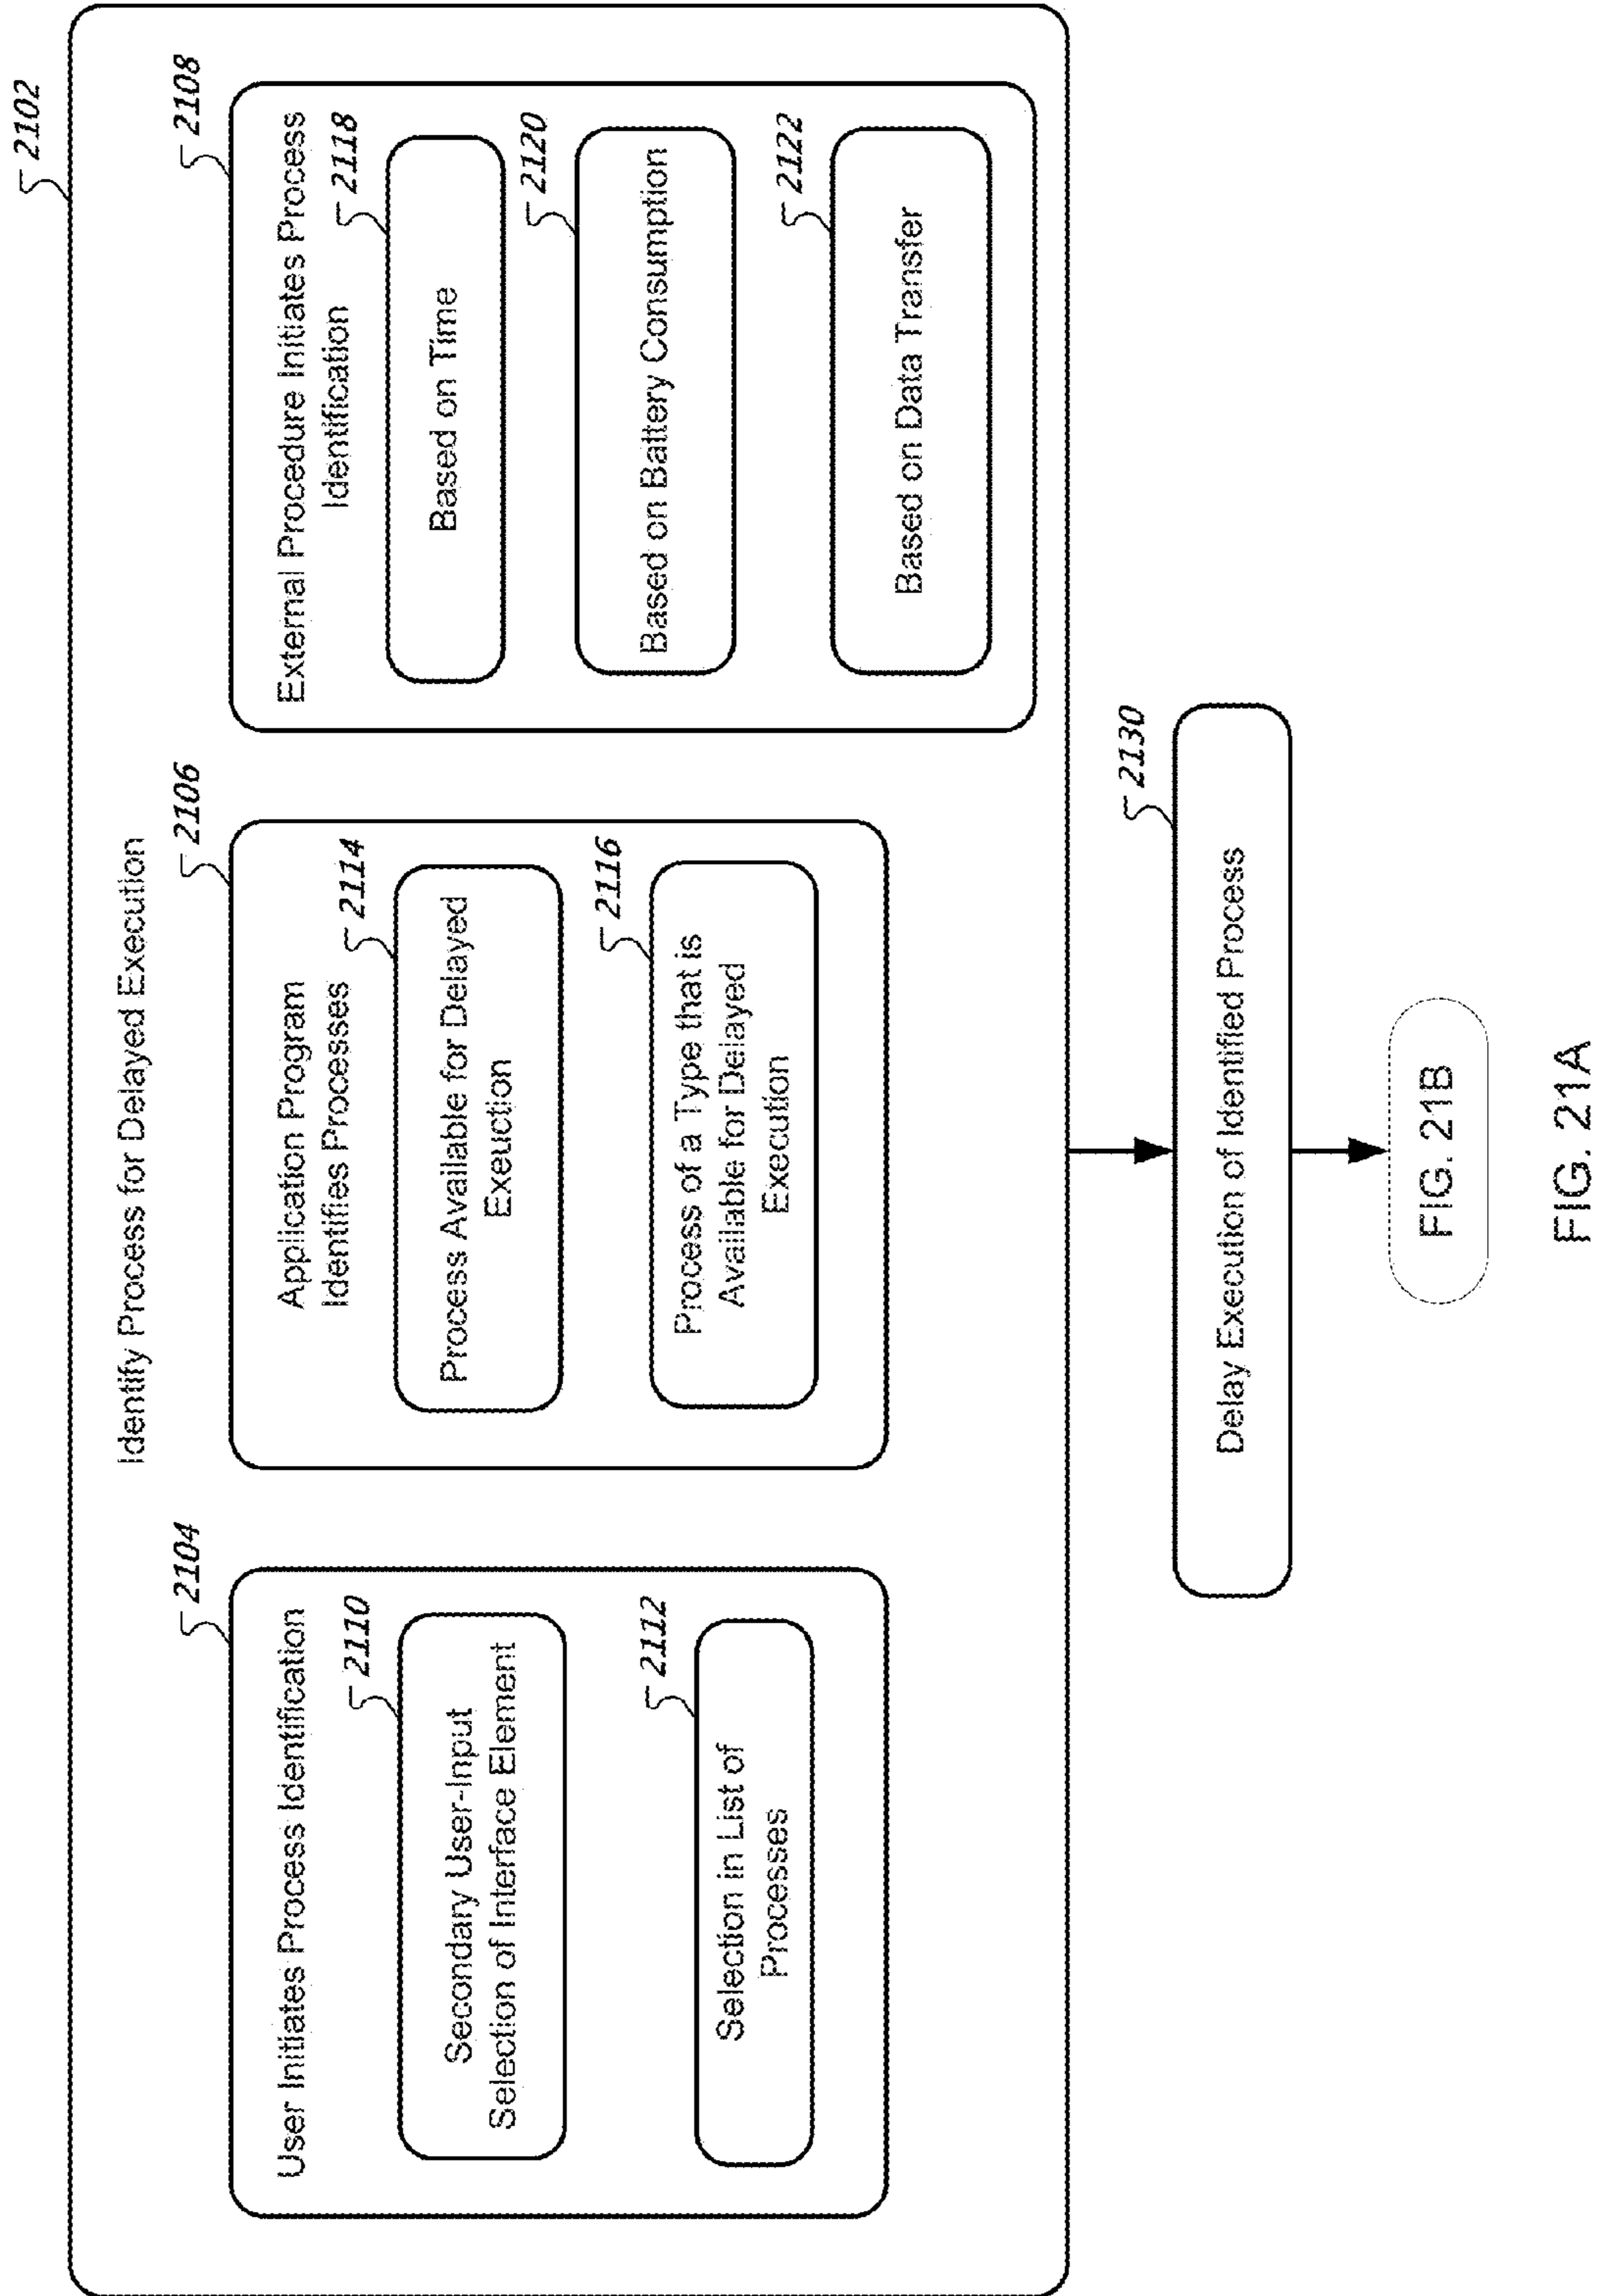 2102
Identify Process for Delayed Execution
2104
User Initiates Process Identification
2110
Secondary User-Input
Selection of Interface Element
2112
Selection in List of
Processes
2106
Application Program
Identifies Processes
2114
Process Available for Delayed
Exeuction
2116
Process of a Type that is
Available for Delayed
Execution
2108
External Procedure Initiates Process
Identification
2118
Based on Time
2120
Based on Battery Consumption
2122
Based on Data Transfer
2130
Delay Execution of Identified Process
FIG. 21B
FIG. 21A